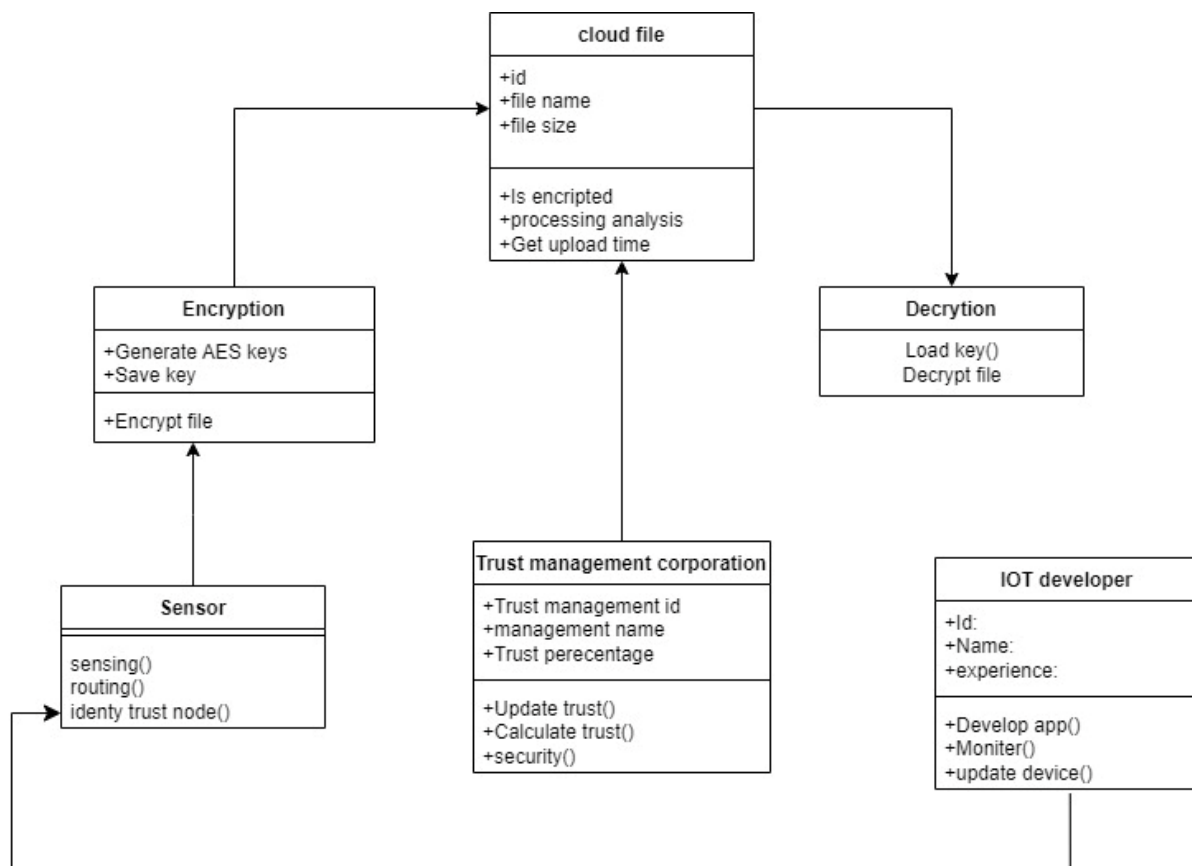 cloud file
+id
+file name
+file size
+Is encripted
+processing analysis
+Get upload time
Encryption
+Generate AES keys
+Save key
+Encrypt file
Decrytion
Load key()
Decrypt file
Sensor
sensing()
routing()
identy trust node()
Trust management corporation
+Trust management id
+management name
+Trust perecentage
+Update trust()
+Calculate trust()
+security()
IOT developer
+Id:
+Name:
+experience:
+Develop app()
+Moniter()
+update device()